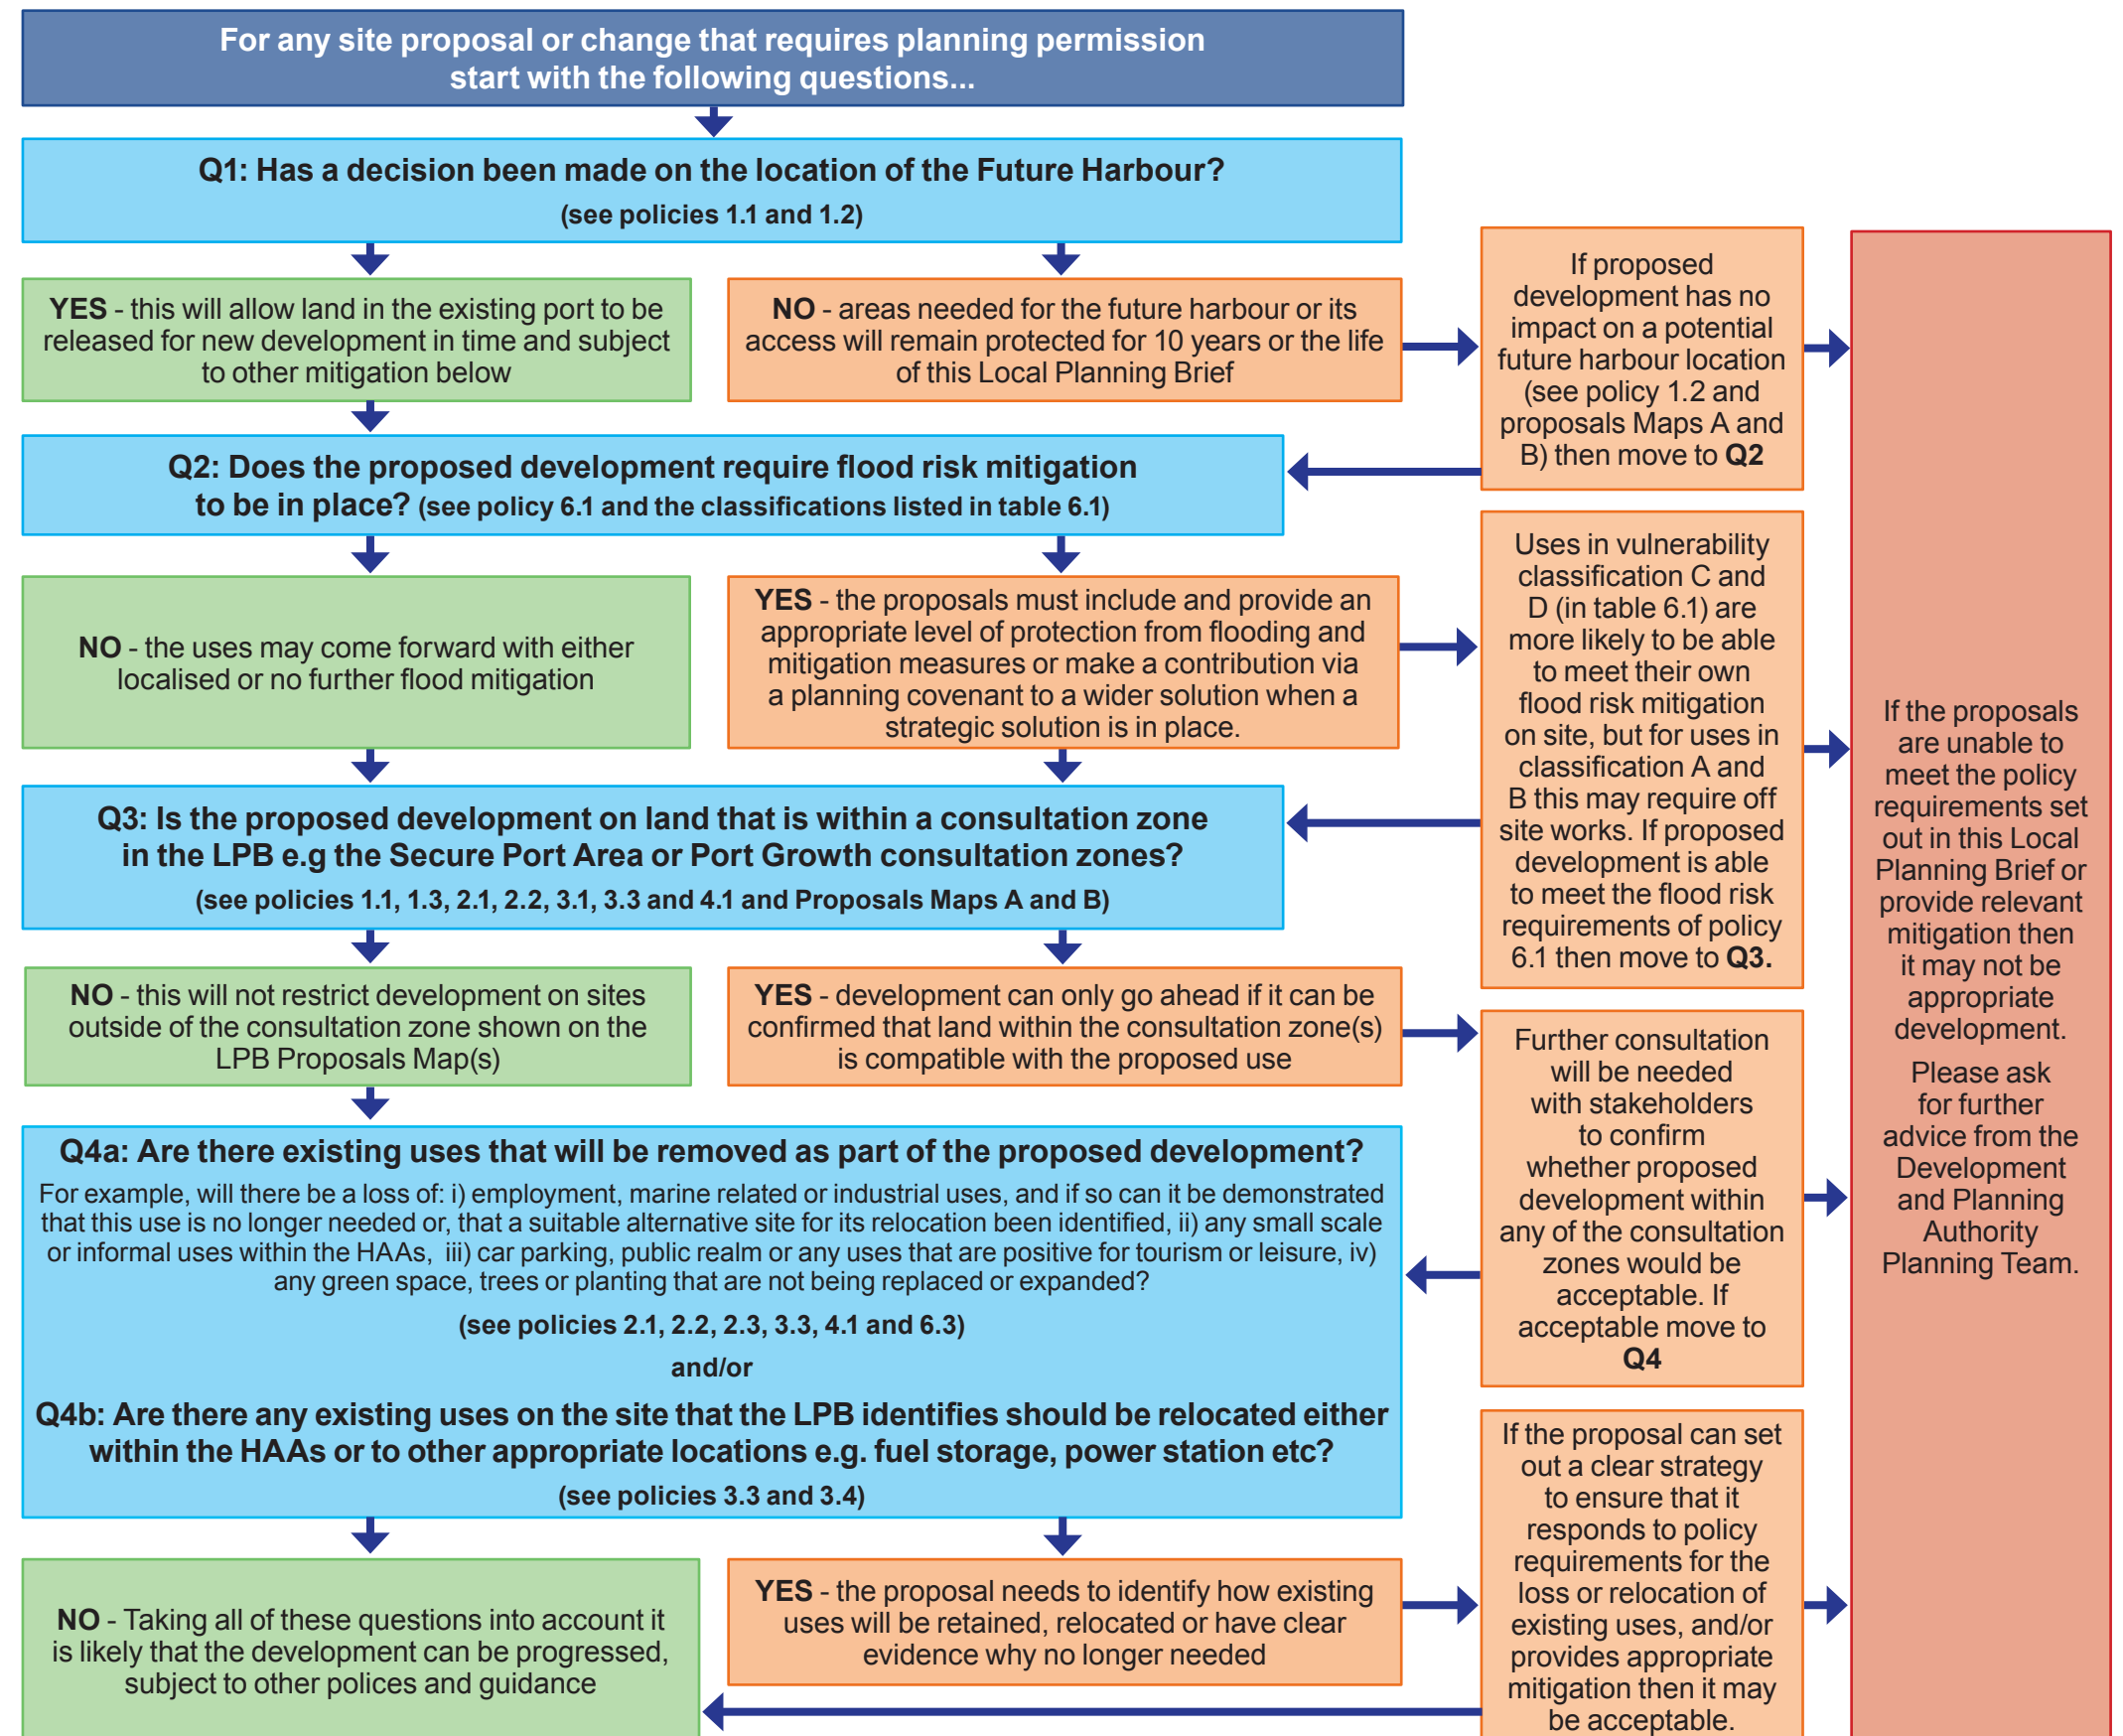 For any site proposal or change that requires planning permission
start with the following questions...
Q1: Has a decision been made on the location of the Future Harbour?
(see policies 1.1 and 1.2)
YES - this will allow land in the existing port to be
released for new development in time and subject
to other mitigation below
NO - areas needed for the future harbour or its
access will remain protected for 10 years or the life
of this Local Planning Brief
If proposed
development has no
impact on a potential
future harbour location
(see policy 1.2 and
proposals Maps A and
B) then move to Q2
Q2: Does the proposed development require flood risk mitigation
to be in place? (see policy 6.1 and the classifications listed in table 6.1)
NO - the uses may come forward with either
localised or no further flood mitigation
YES - the proposals must include and provide an
appropriate level of protection from flooding and
mitigation measures or make a contribution via
a planning covenant to a wider solution when a
strategic solution is in place.
Uses in vulnerability
classification C and
D (in table 6.1) are
more likely to be able
to meet their own
flood risk mitigation
on site, but for uses in
classification A and
B this may require off
site works. If proposed
development is able
to meet the flood risk
requirements of policy
6.1 then move to Q3.
Q3: Is the proposed development on land that is within a consultation zone
in the LPB e.g the Secure Port Area or Port Growth consultation zones?
(see policies 1.1, 1.3, 2.1, 2.2, 3.1, 3.3 and 4.1 and Proposals Maps A and B)
NO - this will not restrict development on sites
outside of the consultation zone shown on the
LPB Proposals Map(s)
YES - development can only go ahead if it can be
confirmed that land within the consultation zone(s)
is compatible with the proposed use
Further consultation
will be needed
with stakeholders
to confirm
whether proposed
development within
any of the consultation
zones would be
acceptable. If
acceptable move to
Q4
Q4a: Are there existing uses that will be removed as part of the proposed development?
For example, will there be a loss of: i) employment, marine related or industrial uses, and if so can it be demonstrated
that this use is no longer needed or, that a suitable alternative site for its relocation been identified, ii) any small scale
or informal uses within the HAAs, iii) car parking, public realm or any uses that are positive for tourism or leisure, iv)
any green space, trees or planting that are not being replaced or expanded?
(see policies 2.1, 2.2, 2.3, 3.3, 4.1 and 6.3)
and/or
Q4b: Are there any existing uses on the site that the LPB identifies should be relocated either
within the HAAs or to other appropriate locations e.g. fuel storage, power station etc?
(see policies 3.3 and 3.4)
NO - Taking all of these questions into account it
is likely that the development can be progressed,
subject to other polices and guidance
YES - the proposal needs to identify how existing
uses will be retained, relocated or have clear
evidence why no longer needed
If the proposal can set
out a clear strategy
to ensure that it
responds to policy
requirements for the
loss or relocation of
existing uses, and/or
provides appropriate
mitigation then it may
be acceptable.
If the proposals
are unable to
meet the policy
requirements set
out in this Local
Planning Brief or
provide relevant
mitigation then
it may not be
appropriate
development.
Please ask
for further
advice from the
Development
and Planning
Authority
Planning Team.